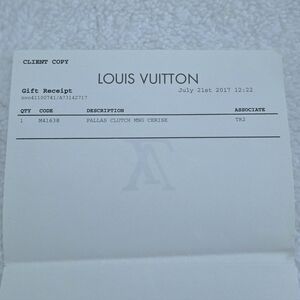 CLIENT COPY
LOUIS VUITTON
Gift Receipt July 21st 2017 12:22
QTY CODE DESCRIPTION ASSOCIATE
1 M41638 PALLAS CLUTCH MNG CERISE TR2